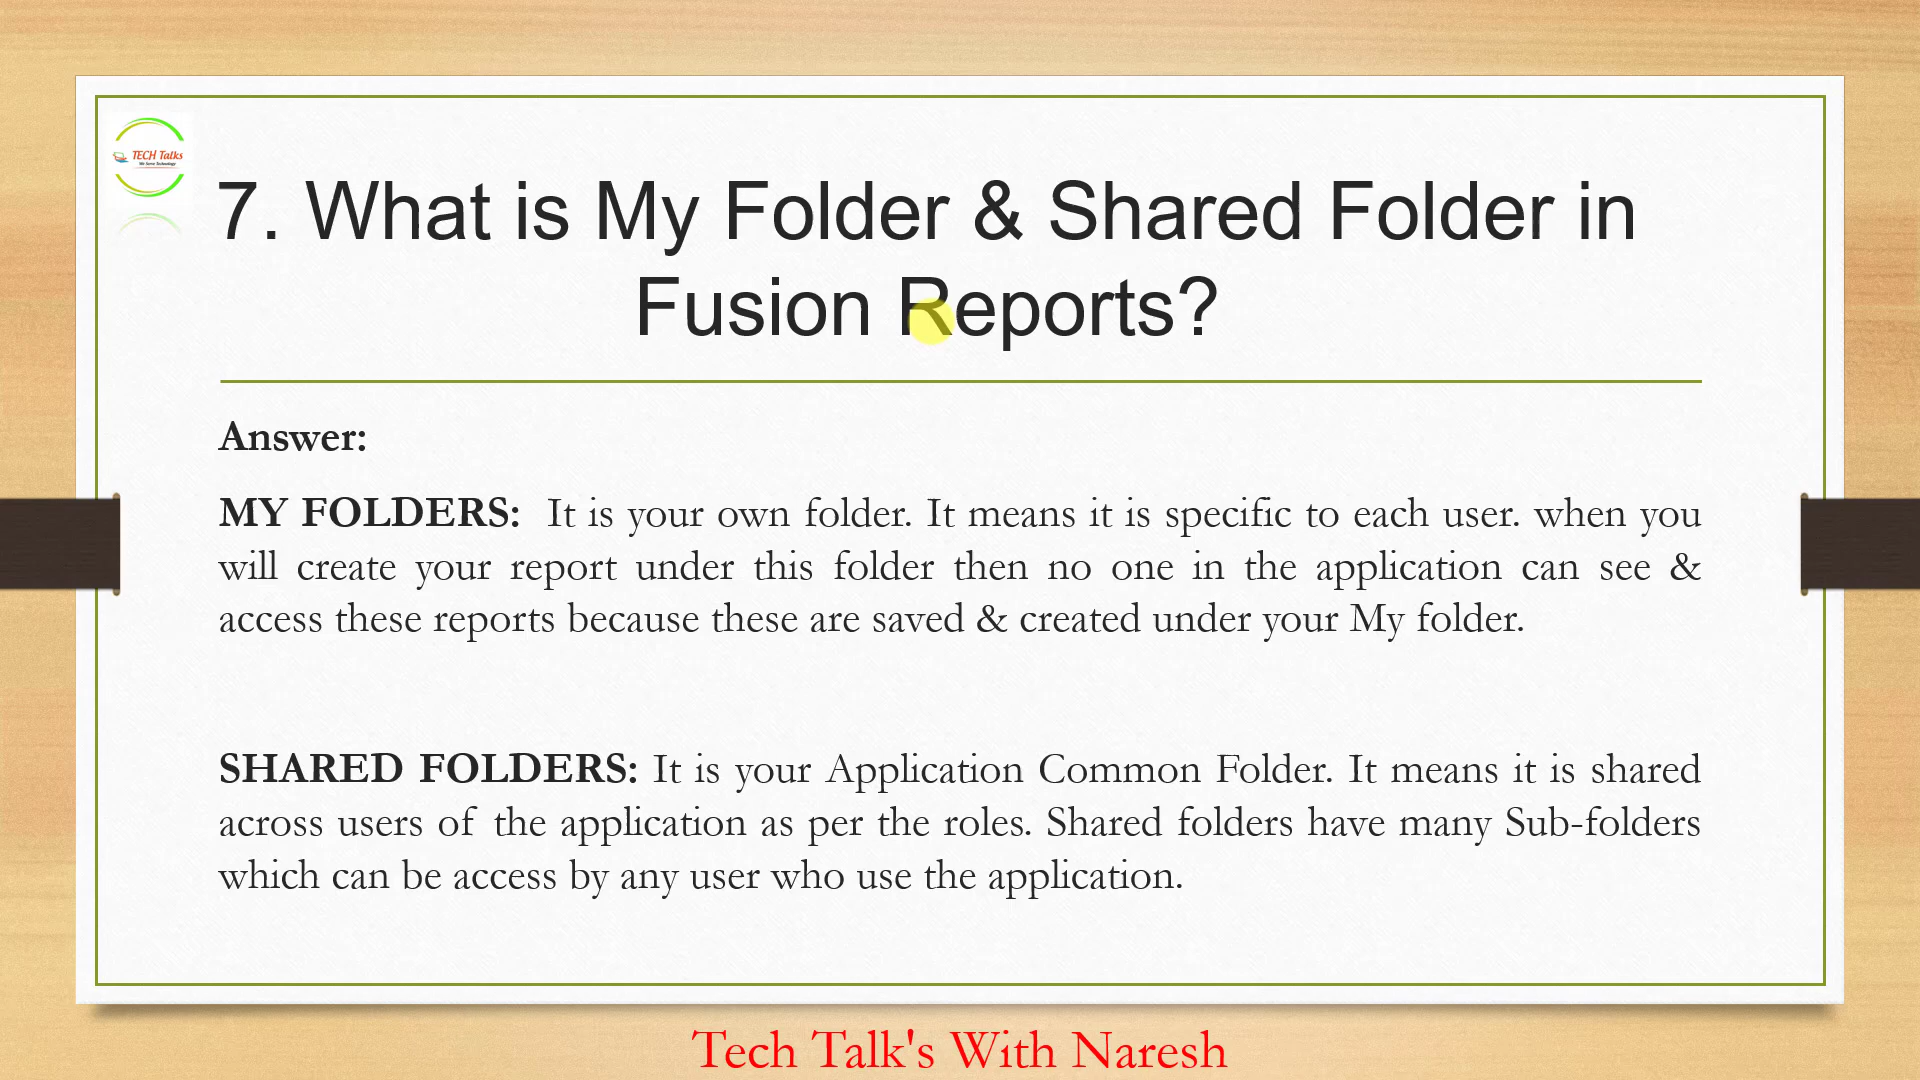 TECH Talks
We Serve Technology
7. What is My Folder & Shared Folder in
Fusion Reports?
Answer:
MY FOLDERS: It is your own folder. It means it is specific to each user. when you
will create your report under this folder then no one in the application can see &
access these reports because these are saved & created under your My folder.
SHARED FOLDERS: It is your Application Common Folder. It means it is shared
across users of the application as per the roles. Shared folders have many Sub-folders
which can be access by any user who use the application.
Tech Talk's With Naresh